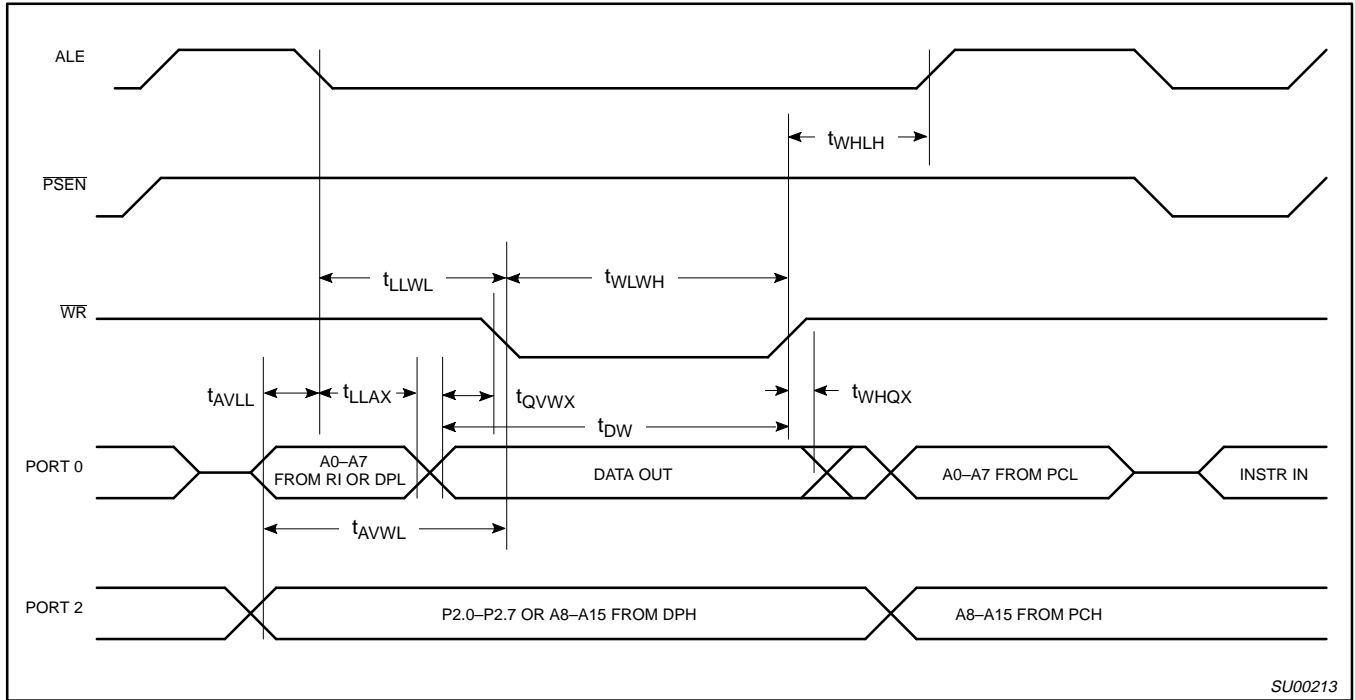 ALE
tWHLH
PSEN
tLLWL
tWLWH
WR
tAVLL
tLLAX
tQVWX
tWHQX
tDW
PORT 0
A0–A7
FROM RI OR DPL
DATA OUT
A0–A7 FROM PCL
INSTR IN
tAVWL
PORT 2
P2.0–P2.7 OR A8–A15 FROM DPH
A8–A15 FROM PCH
SU00213